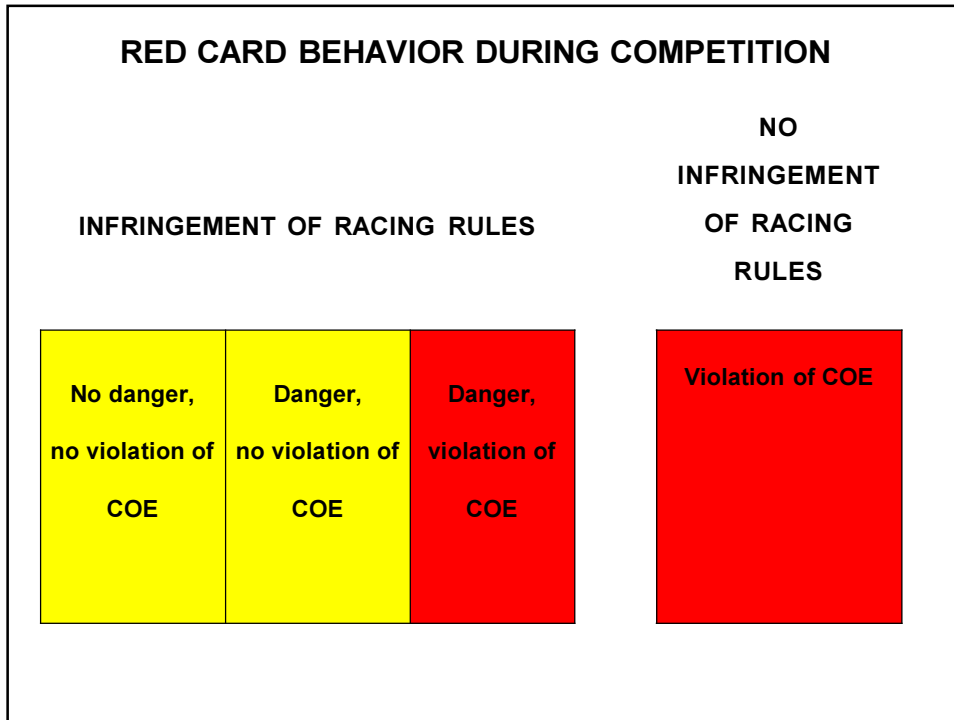 RED CARD BEHAVIOR DURING COMPETITION
INFRINGEMENT OF RACING RULES
NO
INFRINGEMENT
OF RACING
RULES
No danger,
no violation of
COE
Danger,
no violation of
COE
Danger,
violation of
COE
Violation of COE